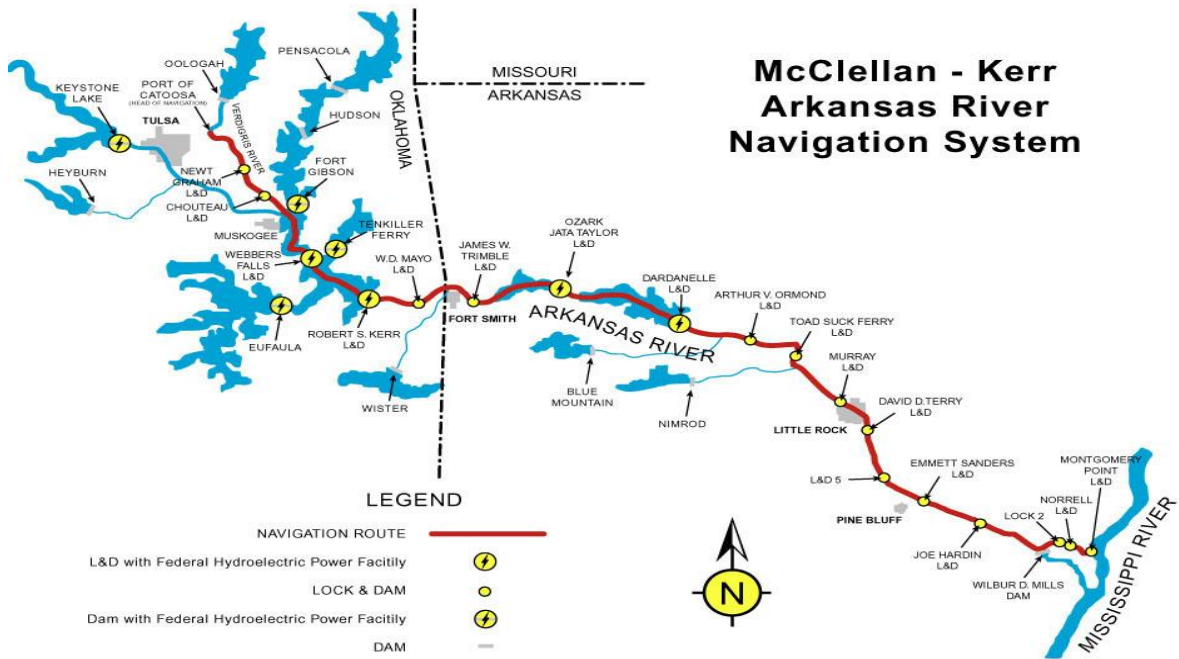 McClellan - Kerr
Arkansas River
Navigation System
PENSACOLA
OOLOGAH
MISSOURI
ARKANSAS
OKLAHOMA
KEYSTONE
LAKE
PORT OF
CATOOSA
(HEAD OF NAVIGATION)
TULSA
VERDIGRIS RIVER
HUDSON
HEYBURN
NEWT
GRAHAM
L&D
FORT
GIBSON
CHOUTEAU
L&D
MUSKOGEE
TENKILLER
FERRY
WEBBERS
FALLS
L&D
W.D. MAYO
L&D
JAMES W.
TRIMBLE
L&D
OZARK
JATA TAYLOR
L&D
DARDANELLE
L&D
ARTHUR V. ORMOND
L&D
TOAD SUCK FERRY
L&D
EUFAULA
ROBERT S. KERR
L&D
FORT SMITH
ARKANSAS RIVER
MURRAY
L&D
WISTER
BLUE
MOUNTAIN
NIMROD
LITTLE ROCK
DAVID D.TERRY
L&D
L&D 5
EMMETT SANDERS
L&D
MONTGOMERY
POINT
L&D
NORRELL
L&D
LOCK 2
PINE BLUFF
JOE HARDIN
L&D
WILBUR D. MILLS
DAM
MISSISSIPPI RIVER
N
LEGEND
NAVIGATION ROUTE
L&D with Federal Hydroelectric Power Facitily
LOCK & DAM
Dam with Federal Hydroelectric Power Facitily
DAM